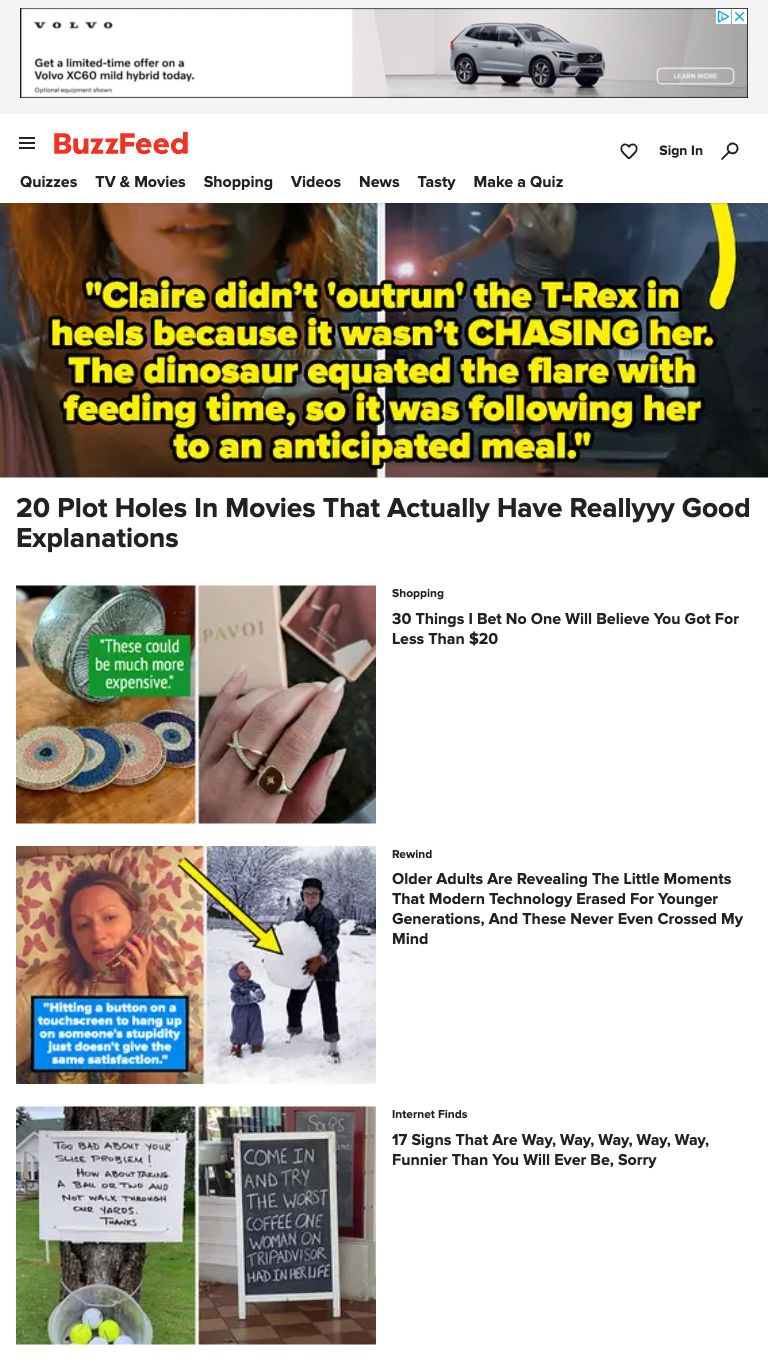 VOLVO
Get a limited-time offer on a
Volvo XC60 mild hybrid today.
Optional equipment shown
LEARN MORE
BuzzFeed
Sign In
Quizzes TV & Movies Shopping Videos News Tasty Make a Quiz
"Claire didn't 'outrun' the T-Rex in
heels because it wasn't CHASING her.
The dinosaur equated the flare with
feeding time, so it was following her
to an anticipated meal."
20 Plot Holes In Movies That Actually Have Reallyyy Good
Explanations
"These could
be much more
expensive."
PAVOI
Shopping
30 Things I Bet No One Will Believe You Got For
Less Than $20
"Hitting a button on a
touchscreen to hang up
on someone's stupidity
just doesn't give the
same satisfaction."
Rewind
Older Adults Are Revealing The Little Moments
That Modern Technology Erased For Younger
Generations, And These Never Even Crossed My
Mind
TOO BAD ABOUT YOUR
SLICE PROBLEM!
HOW ABOUT TAKING
A BALL OR TWO AND
NOT WALK THROUGH
OUR YARDS.
THANKS
SOUPS
COME IN
AND TRY
THE WORST
COFFEE ONE
WOMAN ON
TRIPADVISOR
HAD IN HER LIFE
Internet Finds
17 Signs That Are Way, Way, Way, Way, Way,
Funnier Than You Will Ever Be, Sorry